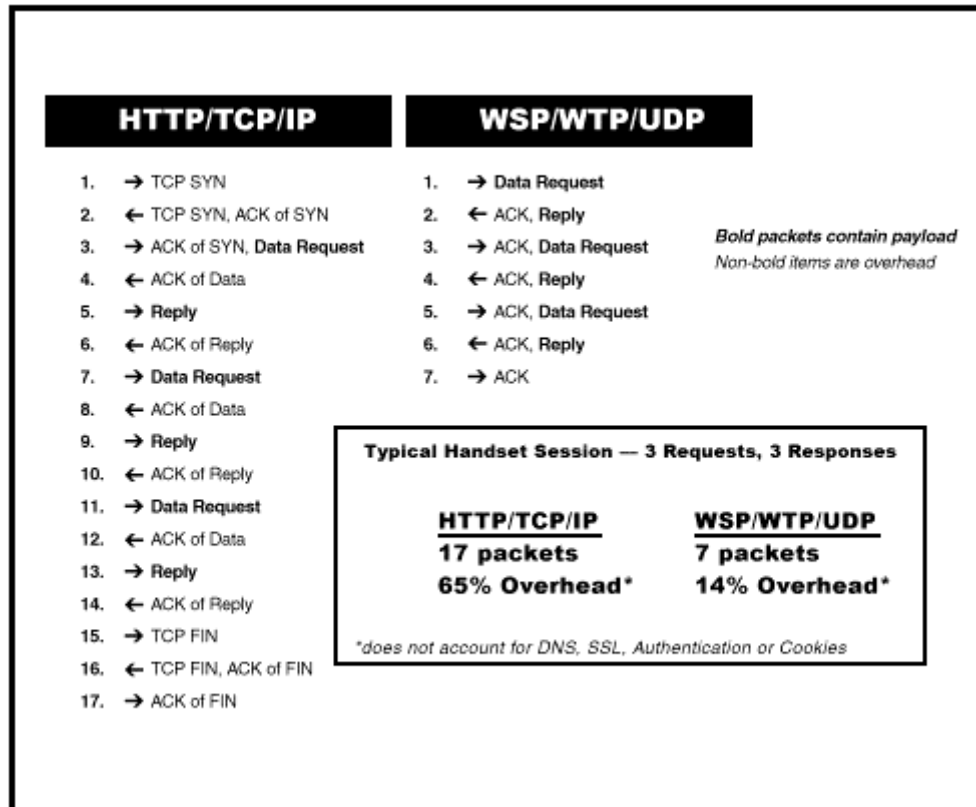 HTTP/TCP/IP
1. → TCP SYN
2. ← TCP SYN, ACK of SYN
3. → ACK of SYN, Data Request
4. ← ACK of Data
5. → Reply
6. ← ACK of Reply
7. → Data Request
8. ← ACK of Data
9. → Reply
10. ← ACK of Reply
11. → Data Request
12. ← ACK of Data
13. → Reply
14. ← ACK of Reply
15. → TCP FIN
16. ← TCP FIN, ACK of FIN
17. → ACK of FIN
WSP/WTP/UDP
1. → Data Request
2. ← ACK, Reply
3. → ACK, Data Request
4. ← ACK, Reply
5. → ACK, Data Request
6. ← ACK, Reply
7. → ACK
Bold packets contain payload
Non-bold items are overhead
Typical Handset Session — 3 Requests, 3 Responses
HTTP/TCP/IP
17 packets
65% Overhead*
WSP/WTP/UDP
7 packets
14% Overhead*
*does not account for DNS, SSL, Authentication or Cookies